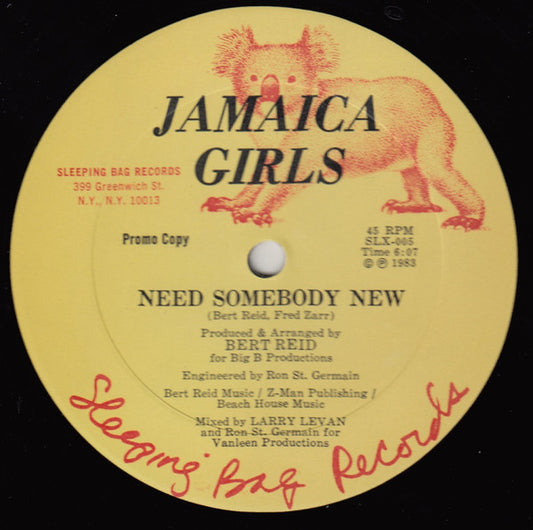 JAMAICA
GIRLS
SLEEPING BAG RECORDS
399 Greenwich St.
N.Y., N.Y. 10013
Promo Copy
45 RPM
SLX-005
Time 6:07
© ℗ 1983
NEED SOMEBODY NEW
(Bert Reid, Fred Zarr)
Produced & Arranged by
BERT REID
for Big B Productions
Engineered by Ron St. Germain
Bert Reid Music / Z-Man Publishing /
Beach House Music
Mixed by LARRY LEVAN
and Ron St. Germain for
Vanleen Productions
Sleeping Bag Records